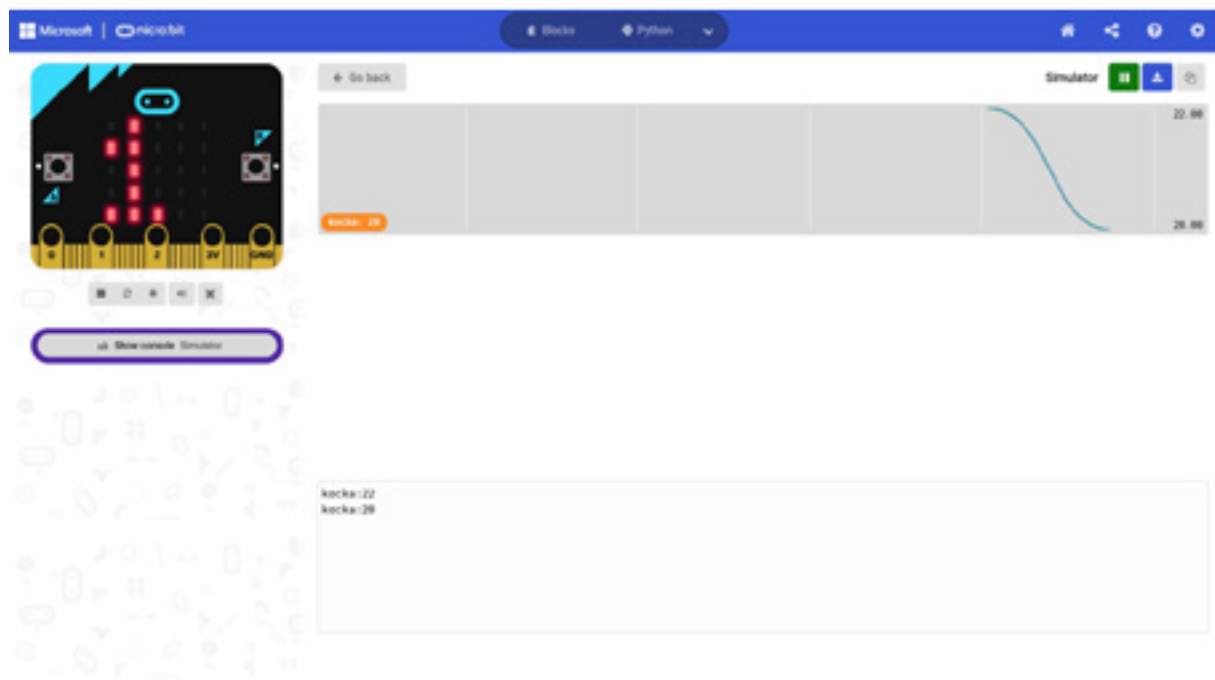 Microsoft | micro:bit
Blocks
Python
Go back
Simulator
22.00
kocka: 20
20.00
0 1 2 3V GND
Show console Simulator
kocka:22
kocka:20